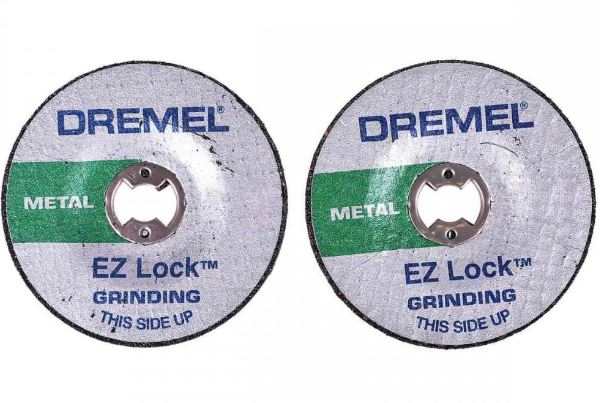 DREMEL®
METAL
EZ Lock™
GRINDING
THIS SIDE UP
DREMEL®
METAL
EZ Lock™
GRINDING
THIS SIDE UP